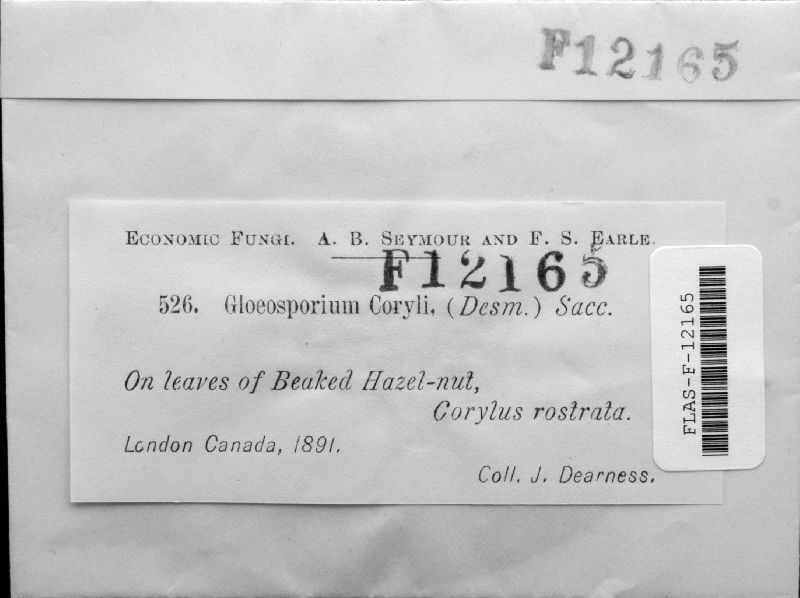 F12165
ECONOMIC FUNGI. A. B. SEYMOUR AND F. S. EARLE.
F12165
526. Gloeosporium Coryli, (Desm.) Sacc.
On leaves of Beaked Hazel-nut,
Corylus rostrata.
London Canada, 1891.
Coll. J. Dearness.
FLAS-F-12165